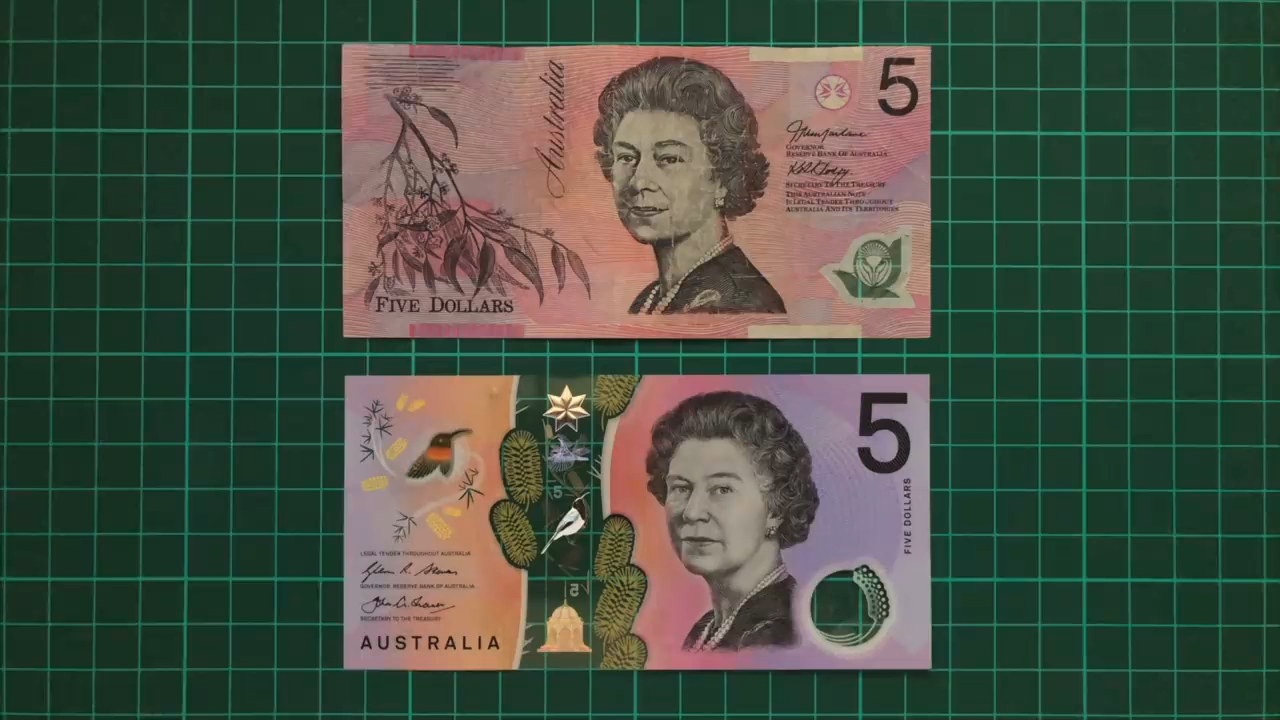 Australia
5
GOVERNOR
RESERVE BANK OF AUSTRALIA
SECRETARY TO THE TREASURY
THIS AUSTRALIAN NOTE
IS LEGAL TENDER THROUGHOUT
AUSTRALIA AND ITS TERRITORIES
FIVE DOLLARS
5
FIVE DOLLARS
5
5
LEGAL TENDER THROUGHOUT AUSTRALIA
GOVERNOR RESERVE BANK OF AUSTRALIA
SECRETARY TO THE TREASURY
AUSTRALIA